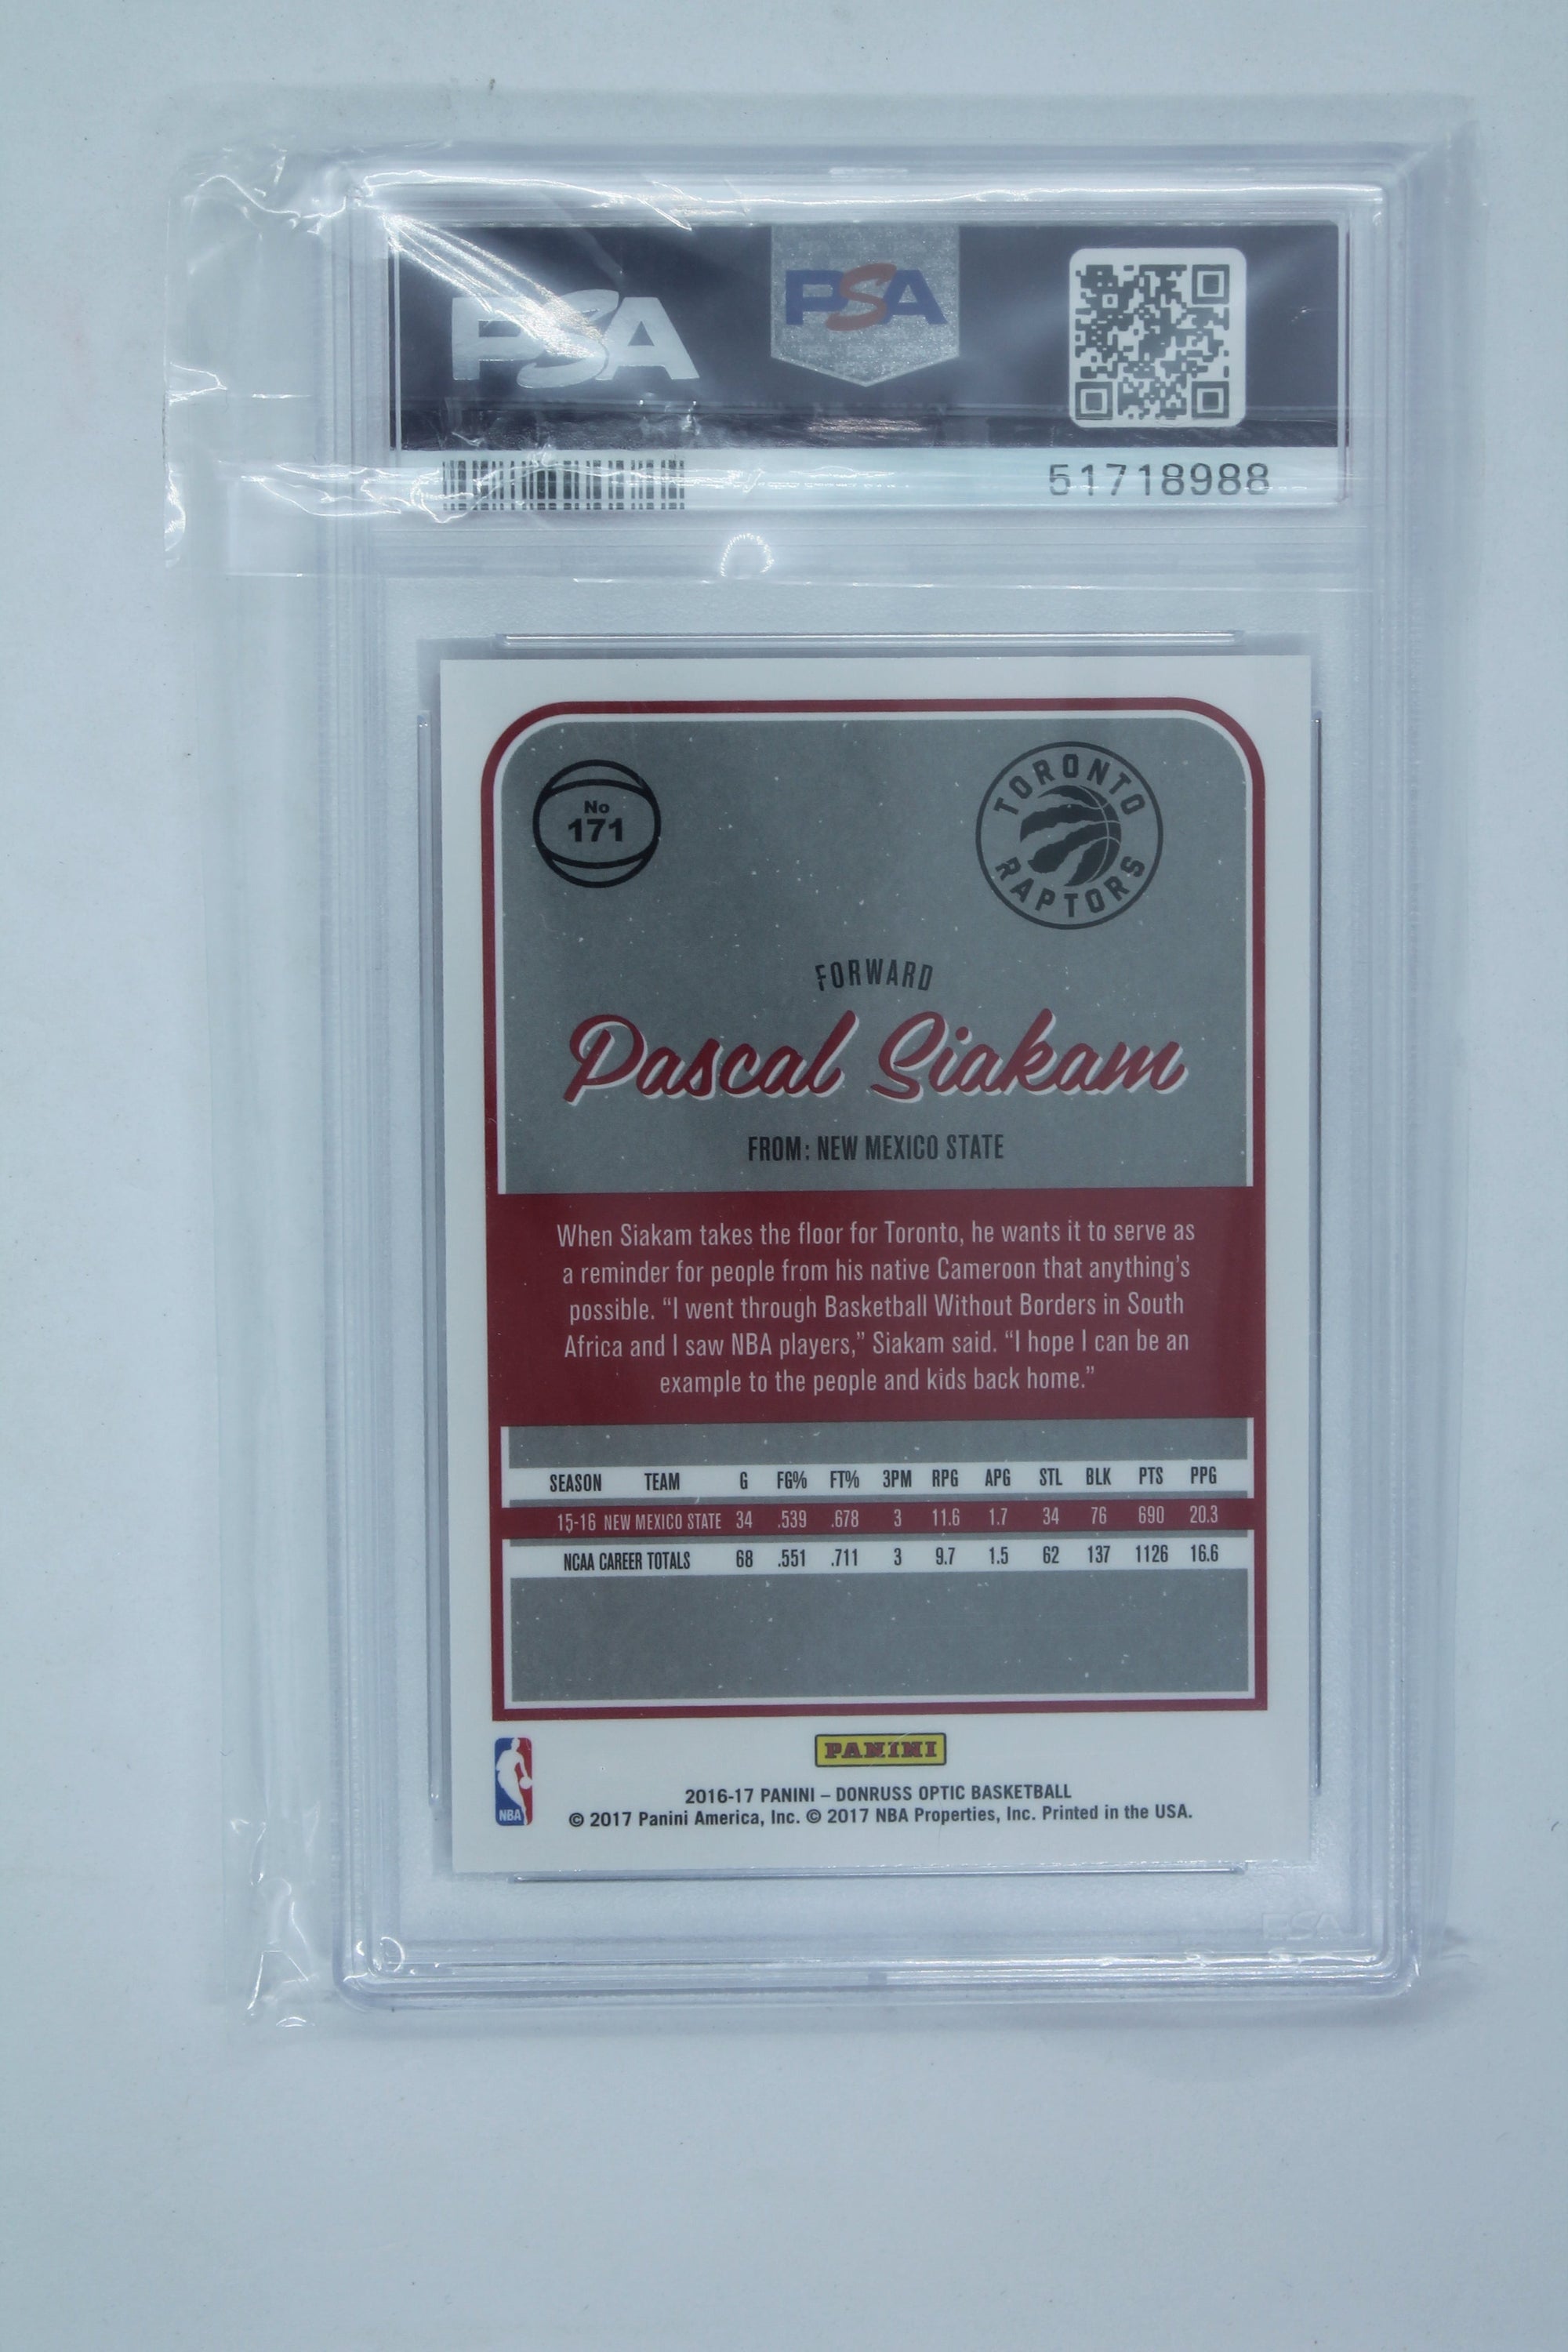 PSA
PSA
51718988
No
171
TORONTO
RAPTORS
FORWARD
Pascal Siakam
FROM: NEW MEXICO STATE
When Siakam takes the floor for Toronto, he wants it to serve as
a reminder for people from his native Cameroon that anything's
possible. “I went through Basketball Without Borders in South
Africa and I saw NBA players,” Siakam said. “I hope I can be an
example to the people and kids back home.”
SEASON TEAM G FG% FT% 3PM RPG APG STL BLK PTS PPG
15-16 NEW MEXICO STATE 34 .539 .678 3 11.6 1.7 34 76 690 20.3
NCAA CAREER TOTALS 68 .551 .711 3 9.7 1.5 62 137 1126 16.6
NBA
PANINI
2016-17 PANINI – DONRUSS OPTIC BASKETBALL
© 2017 Panini America, Inc. © 2017 NBA Properties, Inc. Printed in the USA.
PSA